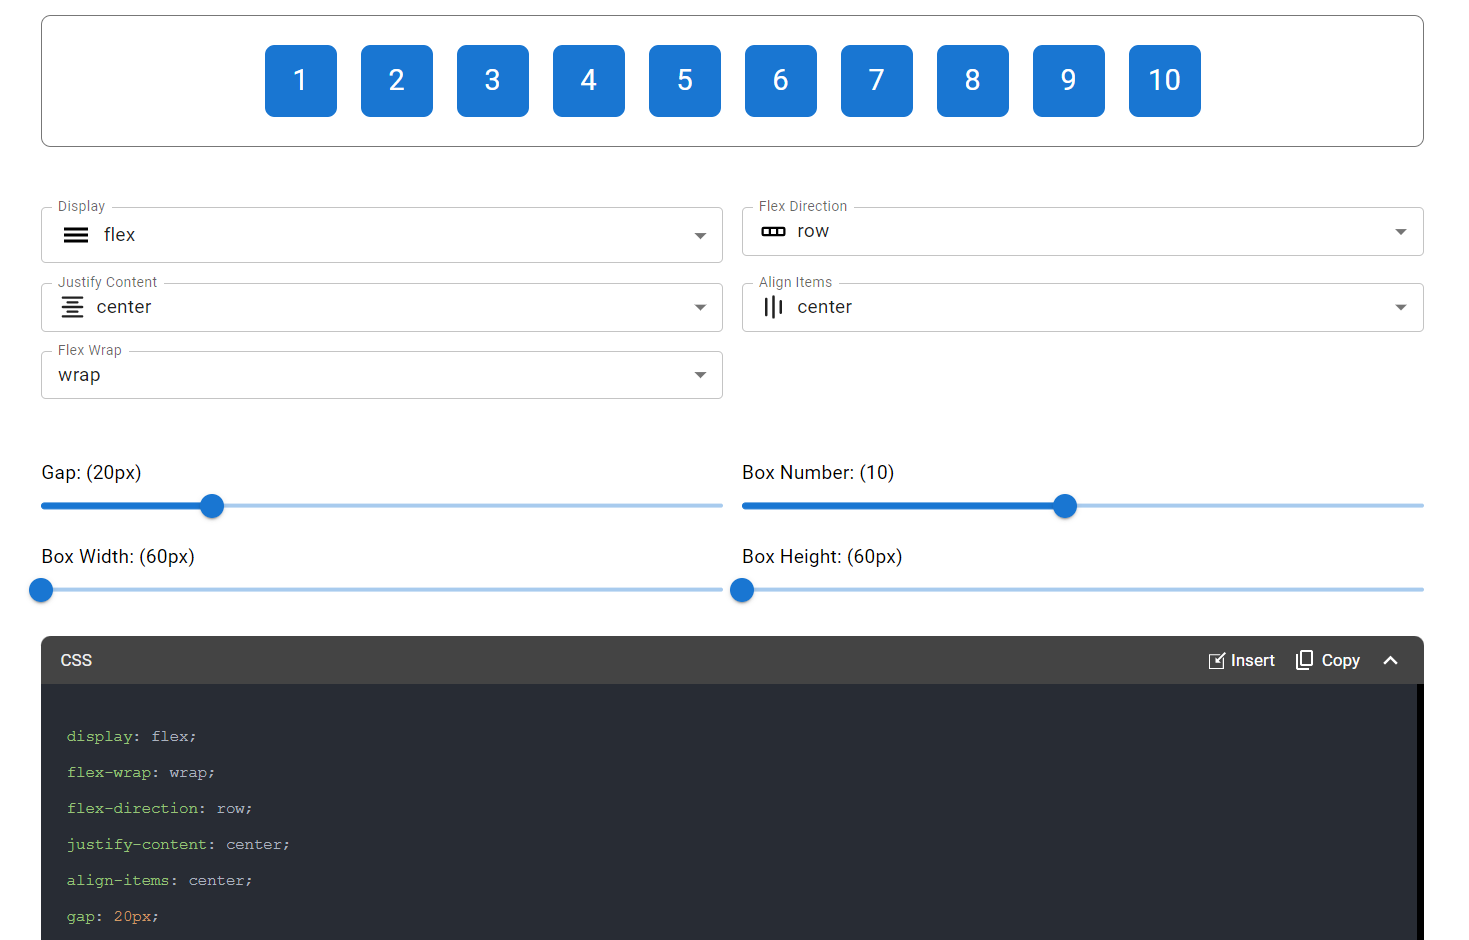 1 2 3 4 5 6 7 8 9 10
Display
flex
Flex Direction
row
Justify Content
center
Align Items
center
Flex Wrap
wrap
Gap: (20px)
Box Number: (10)
Box Width: (60px)
Box Height: (60px)
CSS
Insert
Copy
display: flex;
flex-wrap: wrap;
flex-direction: row;
justify-content: center;
align-items: center;
gap: 20px;